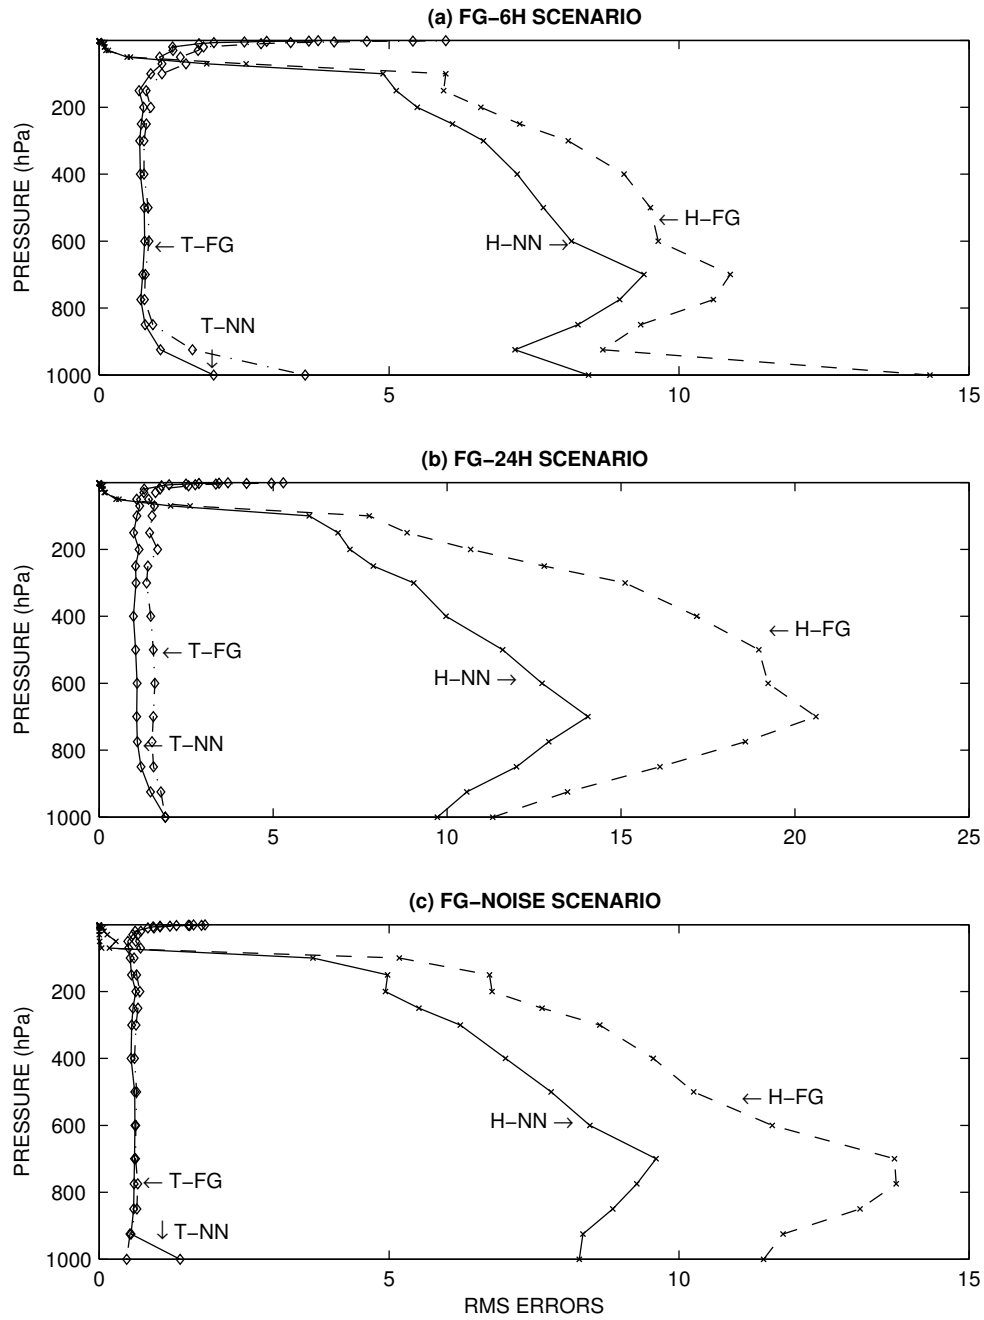 (a) FG−6H SCENARIO
PRESSURE (hPa)
200
400
600
800
1000
0
5
10
15
T−FG
T−NN
H−NN
H−FG
(b) FG−24H SCENARIO
PRESSURE (hPa)
200
400
600
800
1000
0
5
10
15
20
25
H−FG
T−FG
H−NN
T−NN
(c) FG−NOISE SCENARIO
PRESSURE (hPa)
200
400
600
800
1000
0
5
10
15
H−FG
H−NN
T−FG
T−NN
RMS ERRORS